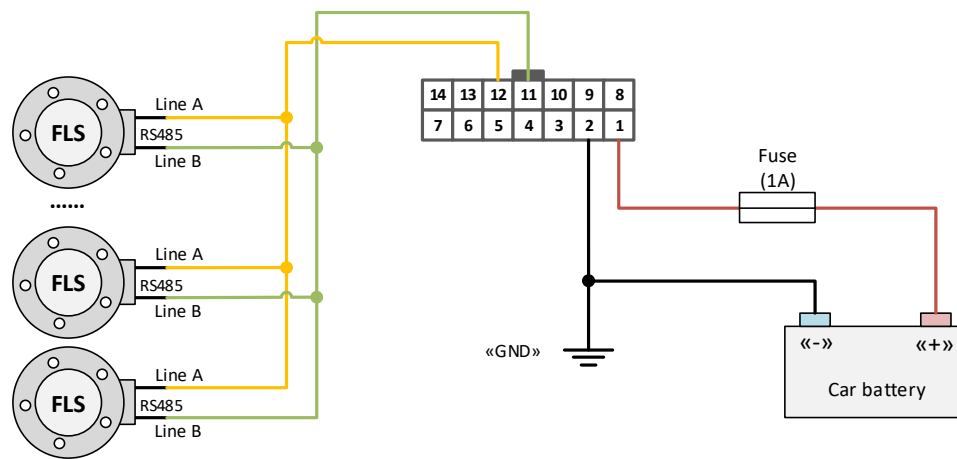 Line A
FLS
RS485
Line B
......
Line A
FLS
RS485
Line B
Line A
FLS
RS485
Line B
14 13 12 11 10 9 8
7 6 5 4 3 2 1
Fuse
(1A)
«GND»
«-» «+»
Car battery